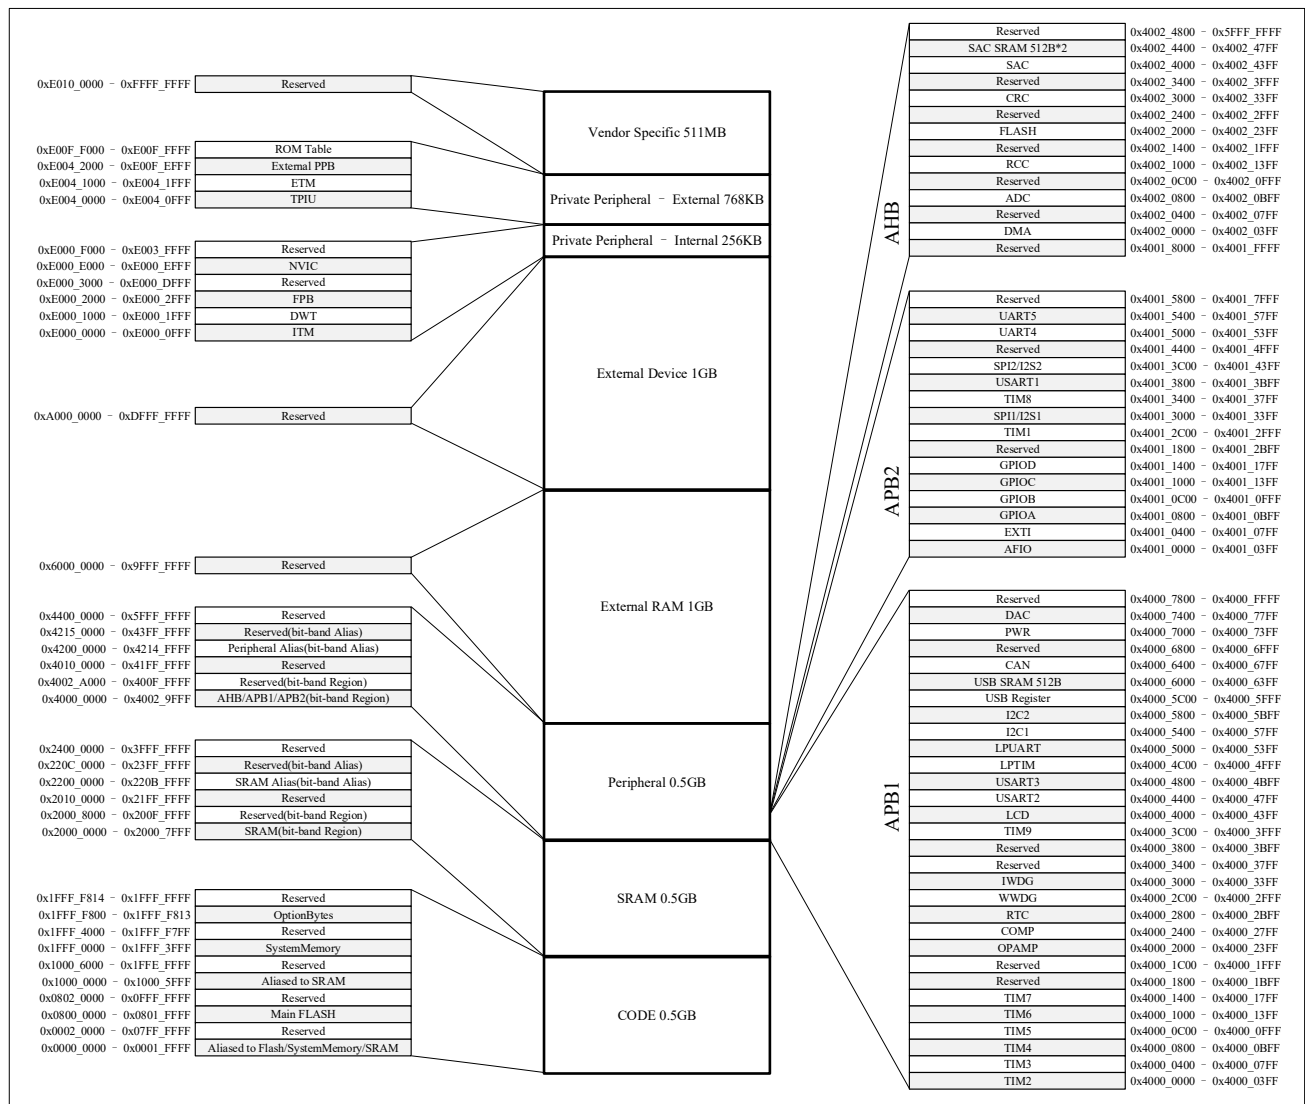 0xE010_0000 - 0xFFFF_FFFF Reserved
0xE00F_F000 - 0xE00F_FFFF ROM Table
0xE004_2000 - 0xE00F_EFFF External PPB
0xE004_1000 - 0xE004_1FFF ETM
0xE004_0000 - 0xE004_0FFF TPIU
0xE000_F000 - 0xE003_FFFF Reserved
0xE000_E000 - 0xE000_EFFF NVIC
0xE000_3000 - 0xE000_DFFF Reserved
0xE000_2000 - 0xE000_2FFF FPB
0xE000_1000 - 0xE000_1FFF DWT
0xE000_0000 - 0xE000_0FFF ITM
0xA000_0000 - 0xDFFF_FFFF Reserved
0x6000_0000 - 0x9FFF_FFFF Reserved
0x4400_0000 - 0x5FFF_FFFF Reserved
0x4215_0000 - 0x43FF_FFFF Reserved(bit-band Alias)
0x4200_0000 - 0x4214_FFFF Peripheral Alias(bit-band Alias)
0x4010_0000 - 0x41FF_FFFF Reserved
0x4002_A000 - 0x400F_FFFF Reserved(bit-band Region)
0x4000_0000 - 0x4002_9FFF AHB/APB1/APB2(bit-band Region)
0x2400_0000 - 0x3FFF_FFFF Reserved
0x220C_0000 - 0x23FF_FFFF Reserved(bit-band Alias)
0x2200_0000 - 0x220B_FFFF SRAM Alias(bit-band Alias)
0x2010_0000 - 0x21FF_FFFF Reserved
0x2000_8000 - 0x200F_FFFF Reserved(bit-band Region)
0x2000_0000 - 0x2000_7FFF SRAM(bit-band Region)
0x1FFF_F814 - 0x1FFF_FFFF Reserved
0x1FFF_F800 - 0x1FFF_F813 OptionBytes
0x1FFF_4000 - 0x1FFF_F7FF Reserved
0x1FFF_0000 - 0x1FFF_3FFF SystemMemory
0x1000_6000 - 0x1FFE_FFFF Reserved
0x1000_0000 - 0x1000_5FFF Aliased to SRAM
0x0802_0000 - 0x0FFF_FFFF Reserved
0x0800_0000 - 0x0801_FFFF Main FLASH
0x0002_0000 - 0x07FF_FFFF Reserved
0x0000_0000 - 0x0001_FFFF Aliased to Flash/SystemMemory/SRAM
Vendor Specific 511MB
Private Peripheral - External 768KB
Private Peripheral - Internal 256KB
External Device 1GB
External RAM 1GB
Peripheral 0.5GB
SRAM 0.5GB
CODE 0.5GB
AHB
Reserved 0x4002_4800 - 0x5FFF_FFFF
SAC SRAM 512B*2 0x4002_4400 - 0x4002_47FF
SAC 0x4002_4000 - 0x4002_43FF
Reserved 0x4002_3400 - 0x4002_3FFF
CRC 0x4002_3000 - 0x4002_33FF
Reserved 0x4002_2400 - 0x4002_2FFF
FLASH 0x4002_2000 - 0x4002_23FF
Reserved 0x4002_1400 - 0x4002_1FFF
RCC 0x4002_1000 - 0x4002_13FF
Reserved 0x4002_0C00 - 0x4002_0FFF
ADC 0x4002_0800 - 0x4002_0BFF
Reserved 0x4002_0400 - 0x4002_07FF
DMA 0x4002_0000 - 0x4002_03FF
Reserved 0x4001_8000 - 0x4001_FFFF
APB2
Reserved 0x4001_5800 - 0x4001_7FFF
UART5 0x4001_5400 - 0x4001_57FF
UART4 0x4001_5000 - 0x4001_53FF
Reserved 0x4001_4400 - 0x4001_4FFF
SPI2/I2S2 0x4001_3C00 - 0x4001_43FF
USART1 0x4001_3800 - 0x4001_3BFF
TIM8 0x4001_3400 - 0x4001_37FF
SPI1/I2S1 0x4001_3000 - 0x4001_33FF
TIM1 0x4001_2C00 - 0x4001_2FFF
Reserved 0x4001_1800 - 0x4001_2BFF
GPIOD 0x4001_1400 - 0x4001_17FF
GPIOC 0x4001_1000 - 0x4001_13FF
GPIOB 0x4001_0C00 - 0x4001_0FFF
GPIOA 0x4001_0800 - 0x4001_0BFF
EXTI 0x4001_0400 - 0x4001_07FF
AFIO 0x4001_0000 - 0x4001_03FF
APB1
Reserved 0x4000_7800 - 0x4000_FFFF
DAC 0x4000_7400 - 0x4000_77FF
PWR 0x4000_7000 - 0x4000_73FF
Reserved 0x4000_6800 - 0x4000_6FFF
CAN 0x4000_6400 - 0x4000_67FF
USB SRAM 512B 0x4000_6000 - 0x4000_63FF
USB Register 0x4000_5C00 - 0x4000_5FFF
I2C2 0x4000_5800 - 0x4000_5BFF
I2C1 0x4000_5400 - 0x4000_57FF
LPUART 0x4000_5000 - 0x4000_53FF
LPTIM 0x4000_4C00 - 0x4000_4FFF
USART3 0x4000_4800 - 0x4000_4BFF
USART2 0x4000_4400 - 0x4000_47FF
LCD 0x4000_4000 - 0x4000_43FF
TIM9 0x4000_3C00 - 0x4000_3FFF
Reserved 0x4000_3800 - 0x4000_3BFF
Reserved 0x4000_3400 - 0x4000_37FF
IWDG 0x4000_3000 - 0x4000_33FF
WWDG 0x4000_2C00 - 0x4000_2FFF
RTC 0x4000_2800 - 0x4000_2BFF
COMP 0x4000_2400 - 0x4000_27FF
OPAMP 0x4000_2000 - 0x4000_23FF
Reserved 0x4000_1C00 - 0x4000_1FFF
Reserved 0x4000_1800 - 0x4000_1BFF
TIM7 0x4000_1400 - 0x4000_17FF
TIM6 0x4000_1000 - 0x4000_13FF
TIM5 0x4000_0C00 - 0x4000_0FFF
TIM4 0x4000_0800 - 0x4000_0BFF
TIM3 0x4000_0400 - 0x4000_07FF
TIM2 0x4000_0000 - 0x4000_03FF